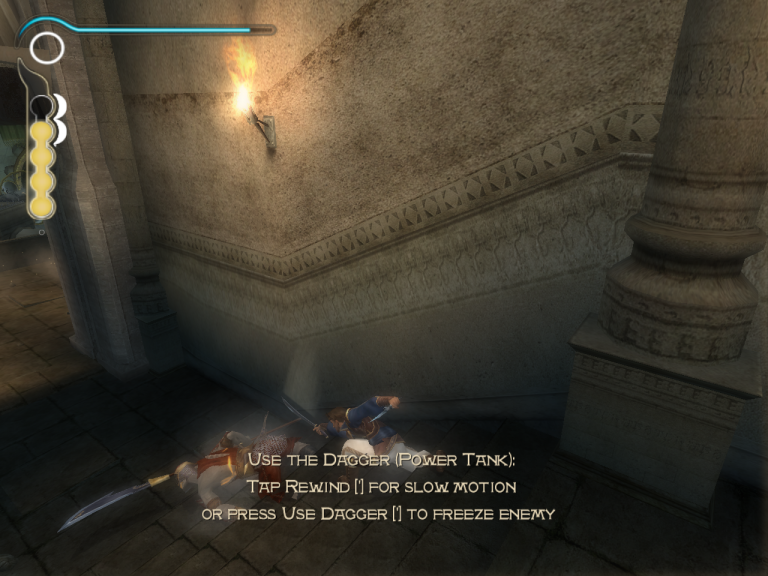 Use the Dagger (Power Tank):
Tap Rewind ['] for slow motion
or press Use Dagger ['] to freeze enemy